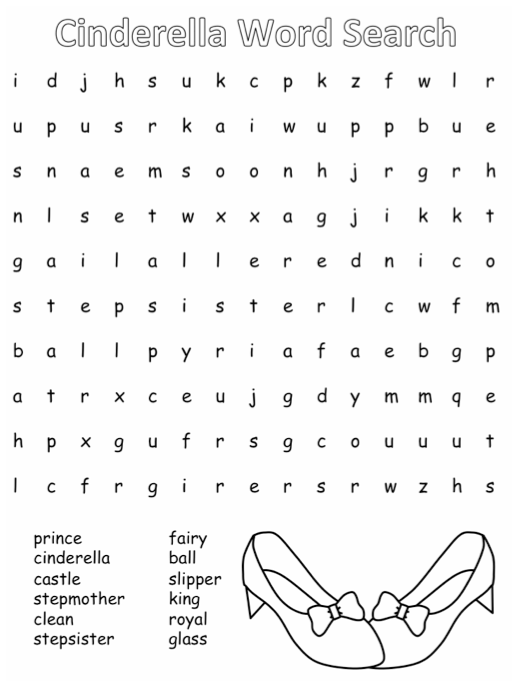 Cinderella Word Search
i d j h s u k c p k z f w l r
u p u s r k a i w u p p b u e
s n a e m s o o n h j r g r h
n l s e t w x x a g j i k k t
g a i l a l l e r e d n i c o
s t e p s i s t e r l c w f m
b a l l p y r i a f a e b g p
a t r x c e u j g d y m m q e
h p x g u f r s g c o u u u t
l c f r g i r e r s r w z h s
prince
cinderella
castle
stepmother
clean
stepsister
fairy
ball
slipper
king
royal
glass